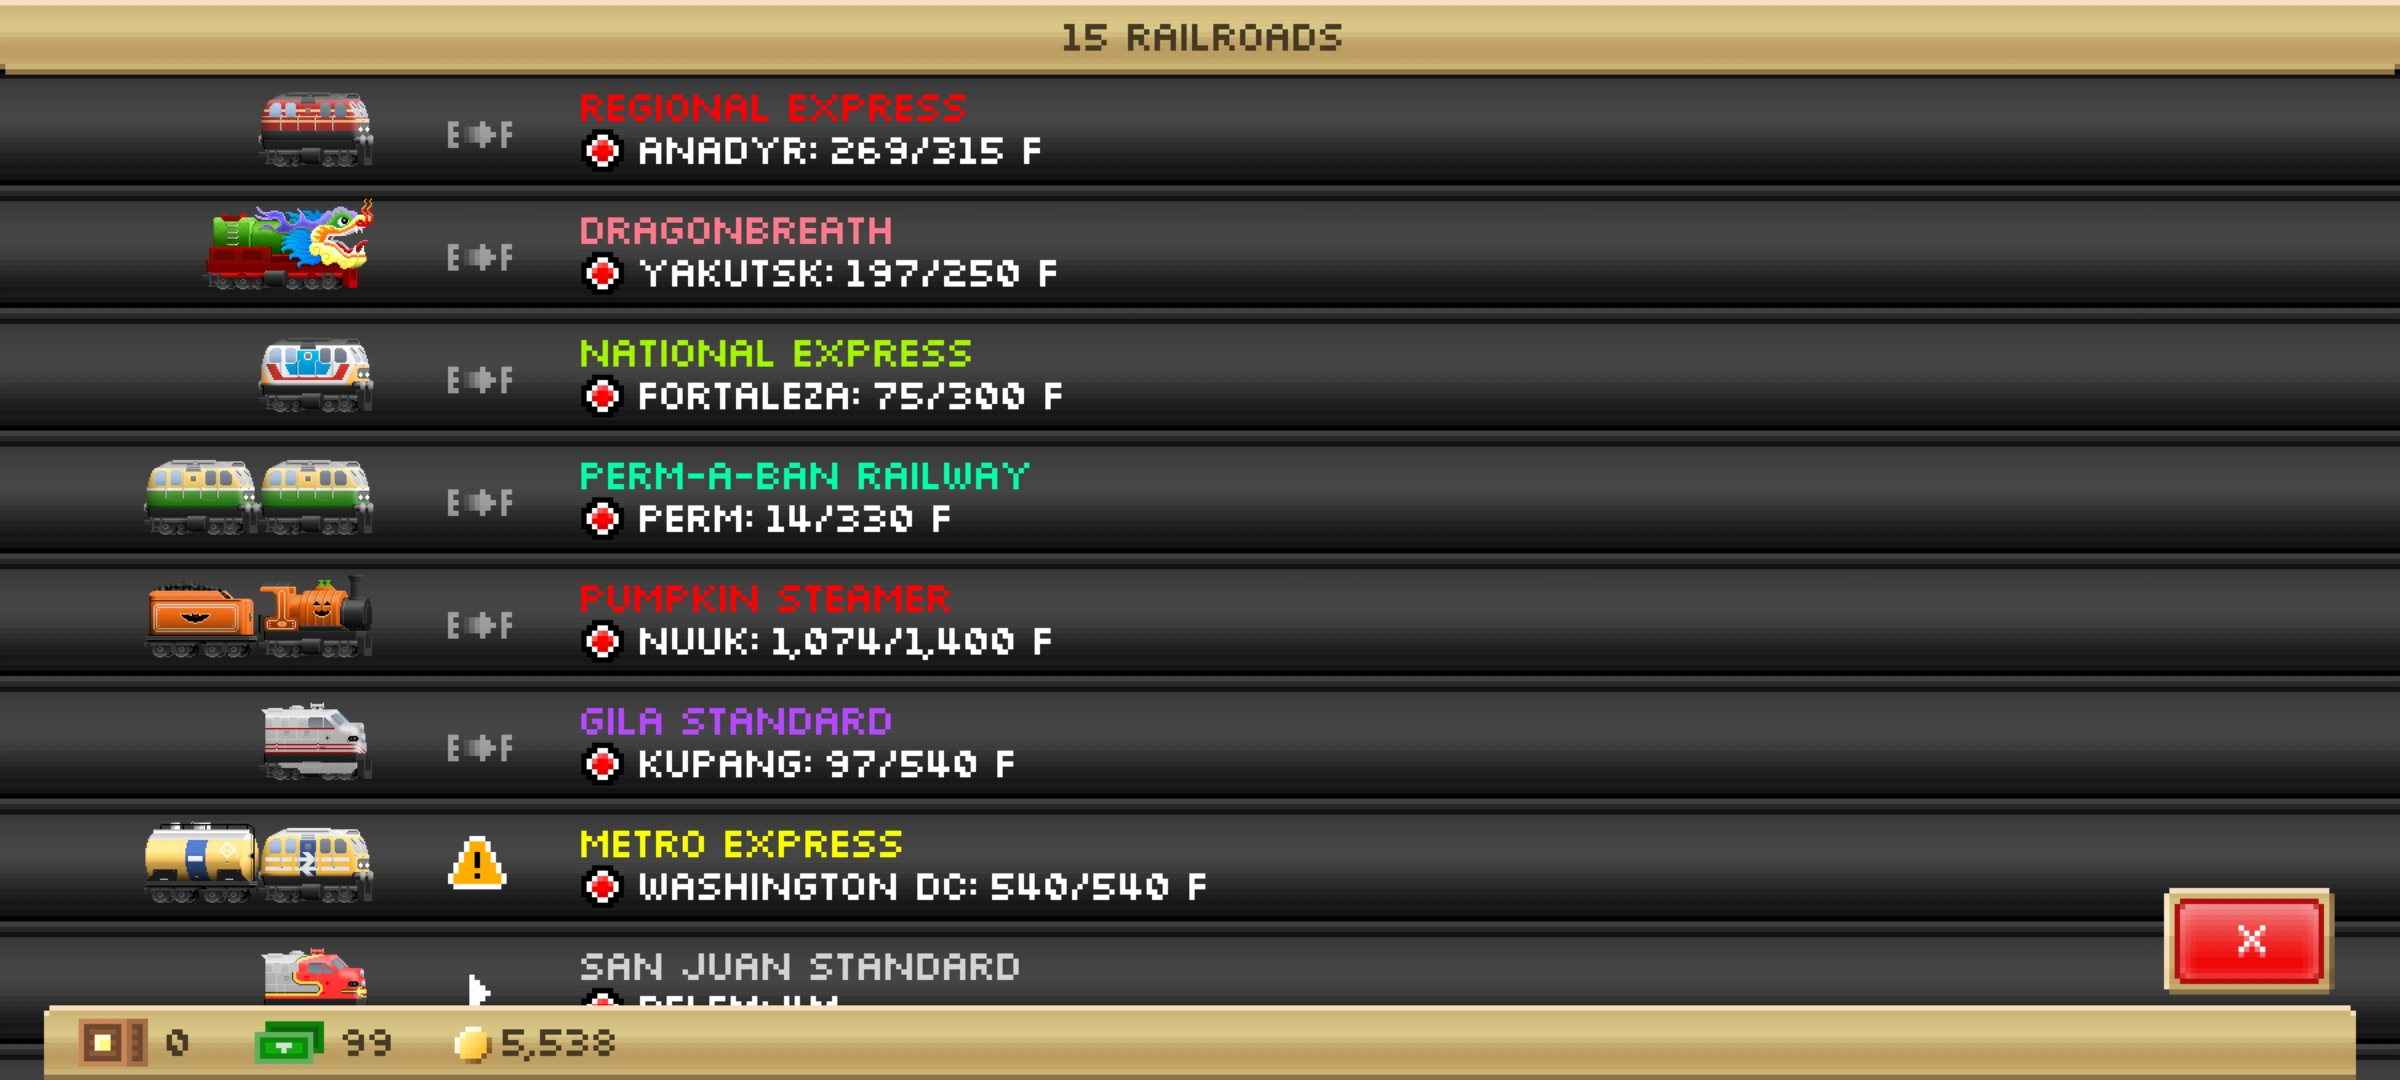 15 RAILROADS
E F
REGIONAL EXPRESS
ANADYR: 269/315 F
E F
DRAGONBREATH
YAKUTSK: 197/250 F
E F
NATIONAL EXPRESS
FORTALEZA: 75/300 F
E F
PERM-A-BAN RAILWAY
PERM: 14/330 F
E F
PUMPKIN STEAMER
NUUK: 1,074/1,400 F
E F
GILA STANDARD
KUPANG: 97/540 F
METRO EXPRESS
WASHINGTON DC: 540/540 F
SAN JUAN STANDARD
X
0 99 5,538